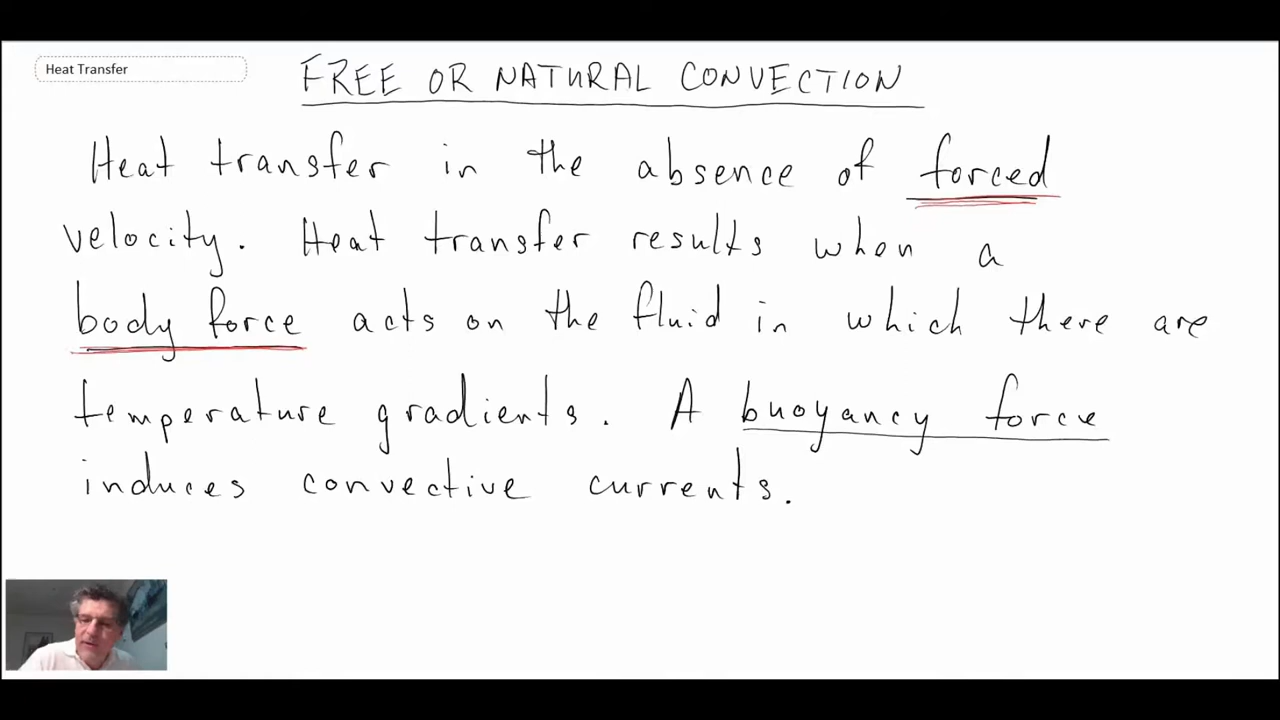 Heat Transfer
FREE OR NATURAL CONVECTION
Heat transfer in the absence of forced
velocity. Heat transfer results when a
body force acts on the fluid in which there are
temperature gradients. A buoyancy force
induces convective currents.